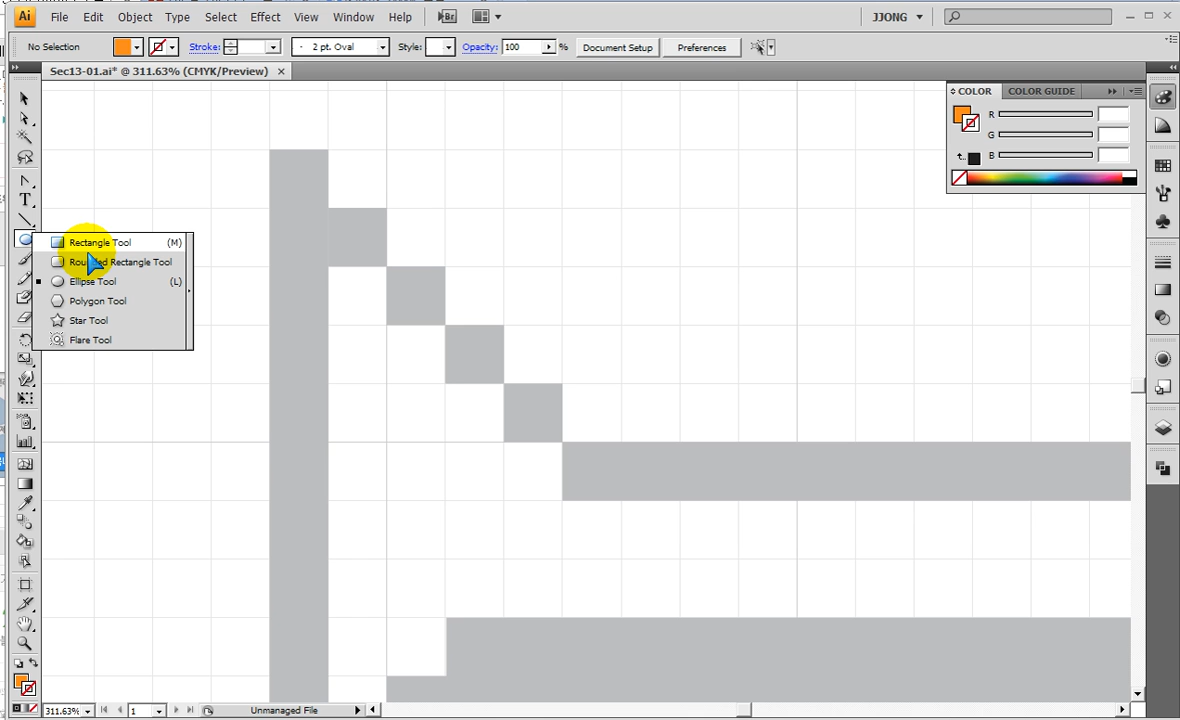 Ai File Edit Object Type Select Effect View Window Help Br JJONG
No Selection Stroke: 2 pt. Oval Style: Opacity: 100 % Document Setup Preferences
Sec13-01.ai* @ 311.63% (CMYK/Preview)
COLOR COLOR GUIDE
R
G
B
T
Rectangle Tool (M)
Rounded Rectangle Tool
Ellipse Tool (L)
Polygon Tool
Star Tool
Flare Tool
311.63% 1 Unmanaged File